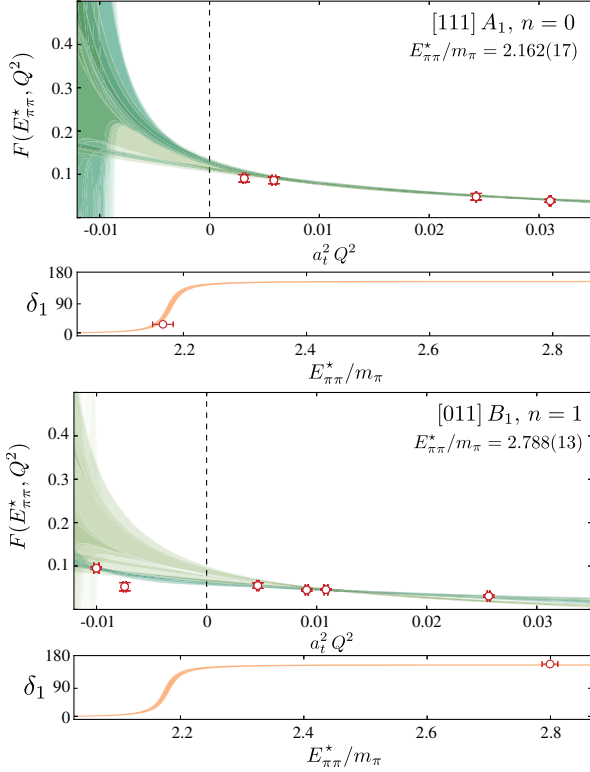 [111] A₁, n = 0
E⋆ππ/mπ = 2.162(17)
F(E⋆ππ, Q²)
0.4
0.3
0.2
0.1
-0.01 0 0.01 0.02 0.03
aₜ² Q²
δ₁
180
90
0
2.2 2.4 2.6 2.8
E⋆ππ/mπ
[011] B₁, n = 1
E⋆ππ/mπ = 2.788(13)
F(E⋆ππ, Q²)
0.4
0.3
0.2
0.1
-0.01 0 0.01 0.02 0.03
aₜ² Q²
δ₁
180
90
0
2.2 2.4 2.6 2.8
E⋆ππ/mπ